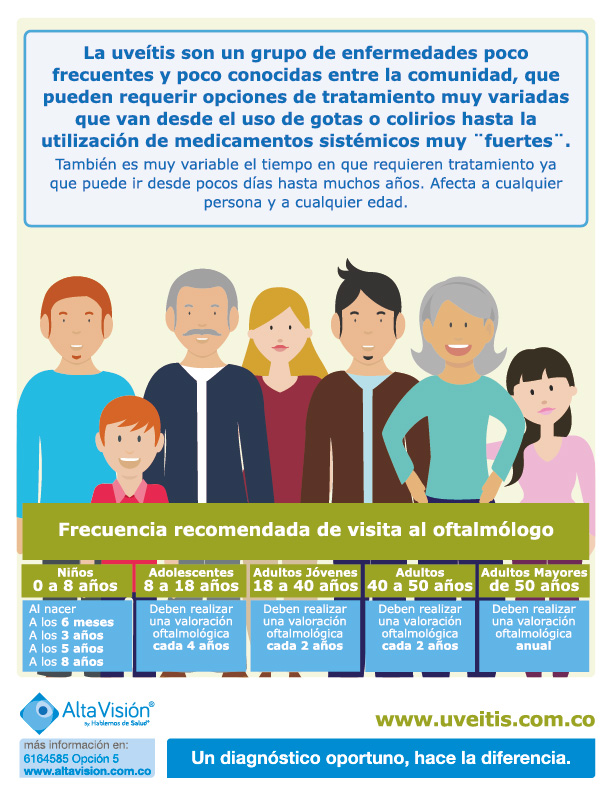 La uveítis son un grupo de enfermedades poco
frecuentes y poco conocidas entre la comunidad, que
pueden requerir opciones de tratamiento muy variadas
que van desde el uso de gotas o colirios hasta la
utilización de medicamentos sistémicos muy ¨fuertes¨.
También es muy variable el tiempo en que requieren tratamiento ya
que puede ir desde pocos días hasta muchos años. Afecta a cualquier
persona y a cualquier edad.
Frecuencia recomendada de visita al oftalmólogo
Niños
0 a 8 años
Al nacer
A los 6 meses
A los 3 años
A los 5 años
A los 8 años
Adolescentes
8 a 18 años
Deben realizar
una valoración
oftalmológica
cada 4 años
Adultos Jóvenes
18 a 40 años
Deben realizar
una valoración
oftalmológica
cada 2 años
Adultos
40 a 50 años
Deben realizar
una valoración
oftalmológica
cada 2 años
Adultos Mayores
de 50 años
Deben realizar
una valoración
oftalmológica
anual
AltaVisión®
By Hablemos de Salud®
www.uveitis.com.co
más información en:
6164585 Opción 5
www.altavision.com.co
Un diagnóstico oportuno, hace la diferencia.